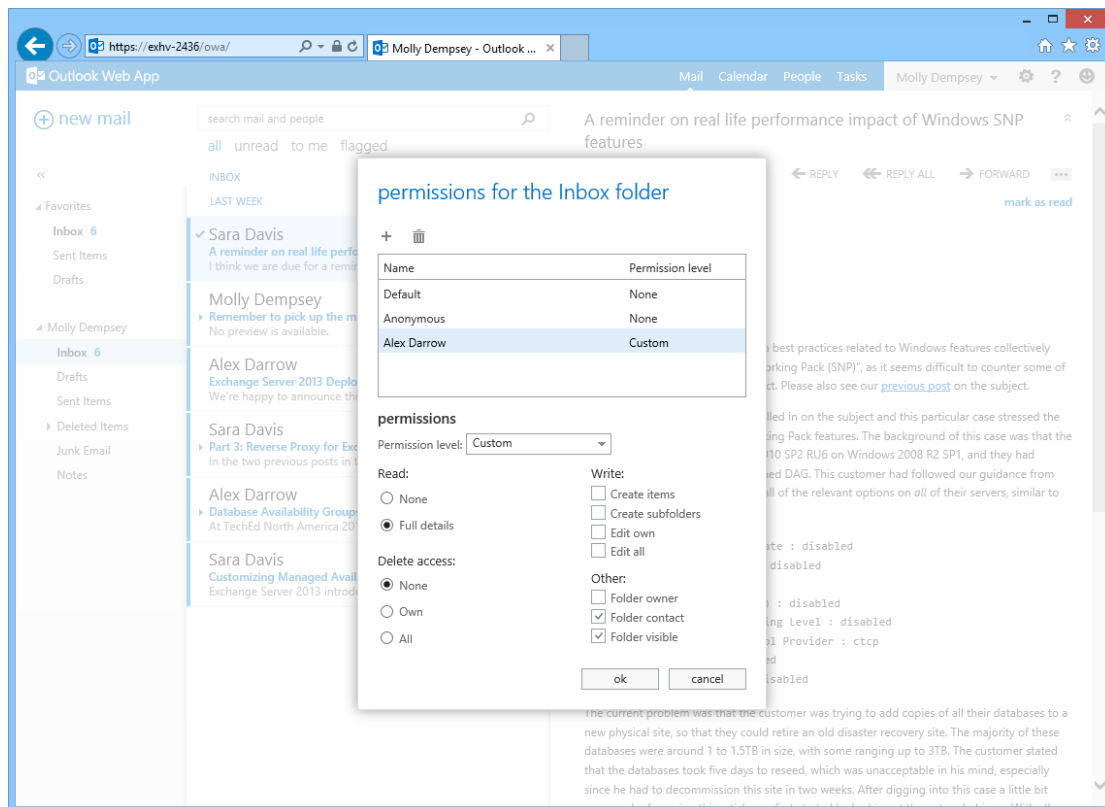 https://exhv-2436/owa/
Molly Dempsey - Outlook ...
Outlook Web App
Mail Calendar People Tasks
Molly Dempsey
new mail
search mail and people
all unread to me flagged
INBOX
LAST WEEK
Favorites
Inbox 6
Sent Items
Drafts
Molly Dempsey
Inbox 6
Drafts
Sent Items
Deleted Items
Junk Email
Notes
Sara Davis
A reminder on real life perfo
I think we are due for a remin
Molly Dempsey
Remember to pick up the m
No preview is available.
Alex Darrow
Exchange Server 2013 Deplo
We're happy to announce the
Sara Davis
Part 3: Reverse Proxy for Exc
In the two previous posts in t
Alex Darrow
Database Availability Groups
At TechEd North America 20
Sara Davis
Customizing Managed Avail
Exchange Server 2013 introd
permissions for the Inbox folder
Name Permission level
Default None
Anonymous None
Alex Darrow Custom
permissions
Permission level: Custom
Read:
None
Full details
Delete access:
None
Own
All
Write:
Create items
Create subfolders
Edit own
Edit all
Other:
Folder owner
Folder contact
Folder visible
ok cancel
A reminder on real life performance impact of Windows SNP
features
REPLY REPLY ALL FORWARD
mark as read
best practices related to Windows features collectively
orking Pack (SNP)", as it seems difficult to counter some of
ct. Please also see our previous post on the subject.
lled in on the subject and this particular case stressed the
ing Pack features. The background of this case was that the
010 SP2 RU6 on Windows 2008 R2 SP1, and they had
ned DAG. This customer had followed our guidance from
all of the relevant options on all of their servers, similar to
ate : disabled
disabled
) : disabled
ing Level : disabled
ol Provider : ctcp
ed
isabled
The current problem was that the customer was trying to add copies of all their databases to a
new physical site, so that they could retire an old disaster recovery site. The majority of these
databases were around 1 to 1.5TB in size, with some ranging up to 3TB. The customer stated
that the databases took five days to reseed, which was unacceptable in his mind, especially
since he had to decommission this site in two weeks. After digging into this case a little bit